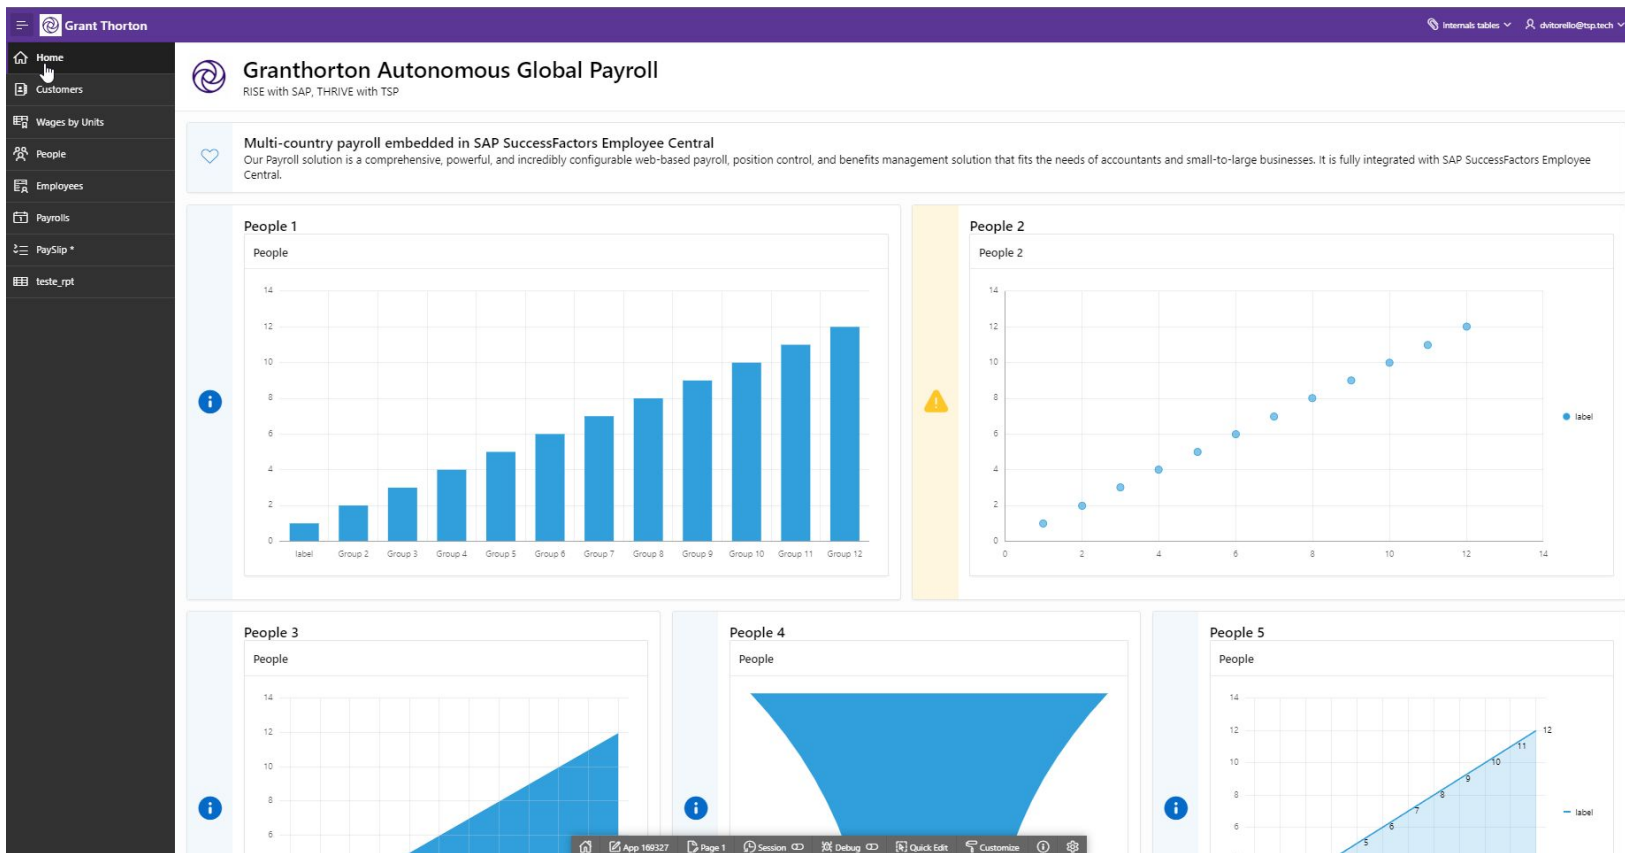 Grant Thorton
Internals tables
dvitorello@tsp.tech
Home
Customers
Wages by Units
People
Employees
Payrolls
PaySlip *
teste_rpt
Granthorton Autonomous Global Payroll
RISE with SAP, THRIVE with TSP
Multi-country payroll embedded in SAP SuccessFactors Employee Central
Our Payroll solution is a comprehensive, powerful, and incredibly configurable web-based payroll, position control, and benefits management solution that fits the needs of accountants and small-to-large businesses. It is fully integrated with SAP SuccessFactors Employee
Central.
People 1
People
14
12
10
8
6
4
2
0
label Group 2 Group 3 Group 4 Group 5 Group 6 Group 7 Group 8 Group 9 Group 10 Group 11 Group 12
People 2
People 2
14
12
10
8
6
4
2
0
0 2 4 6 8 10 12 14
label
People 3
People
14
12
10
8
6
People 4
People
People 5
People
14
12
10
8
6
12
11
10
9
8
7
6
5
label
App 169327 Page 1 Session Debug Quick Edit Customize